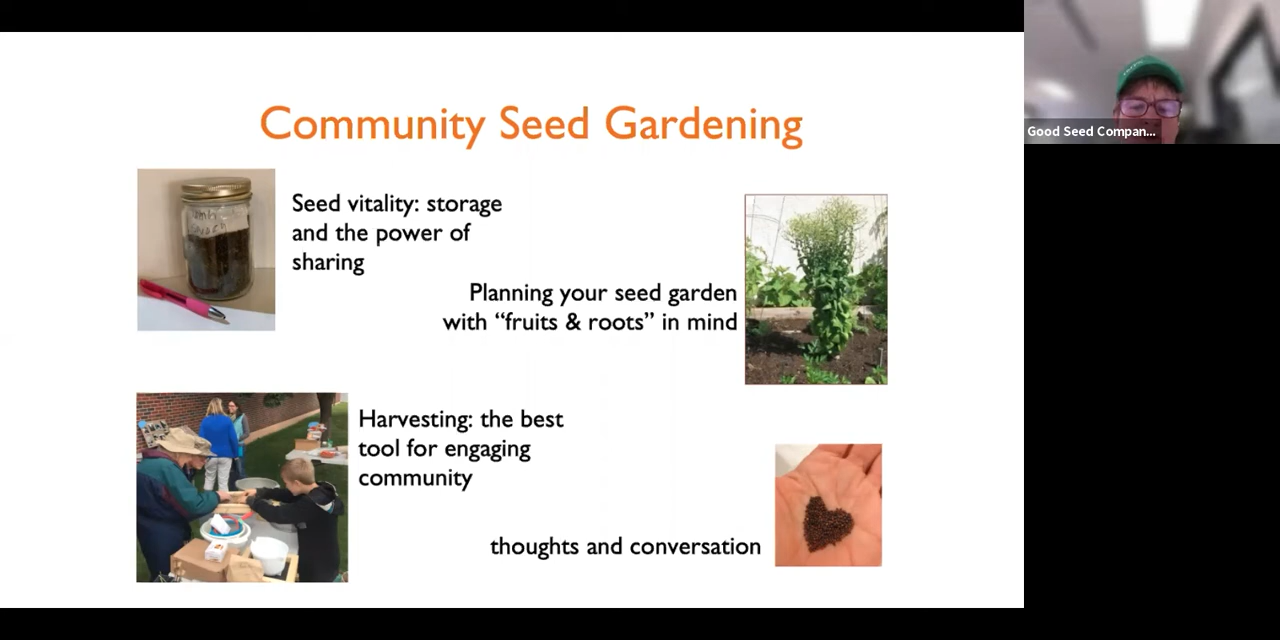 Community Seed Gardening
Seed vitality: storage
and the power of
sharing
Planning your seed garden
with “fruits & roots” in mind
Harvesting: the best
tool for engaging
community
thoughts and conversation
Good Seed Compan...